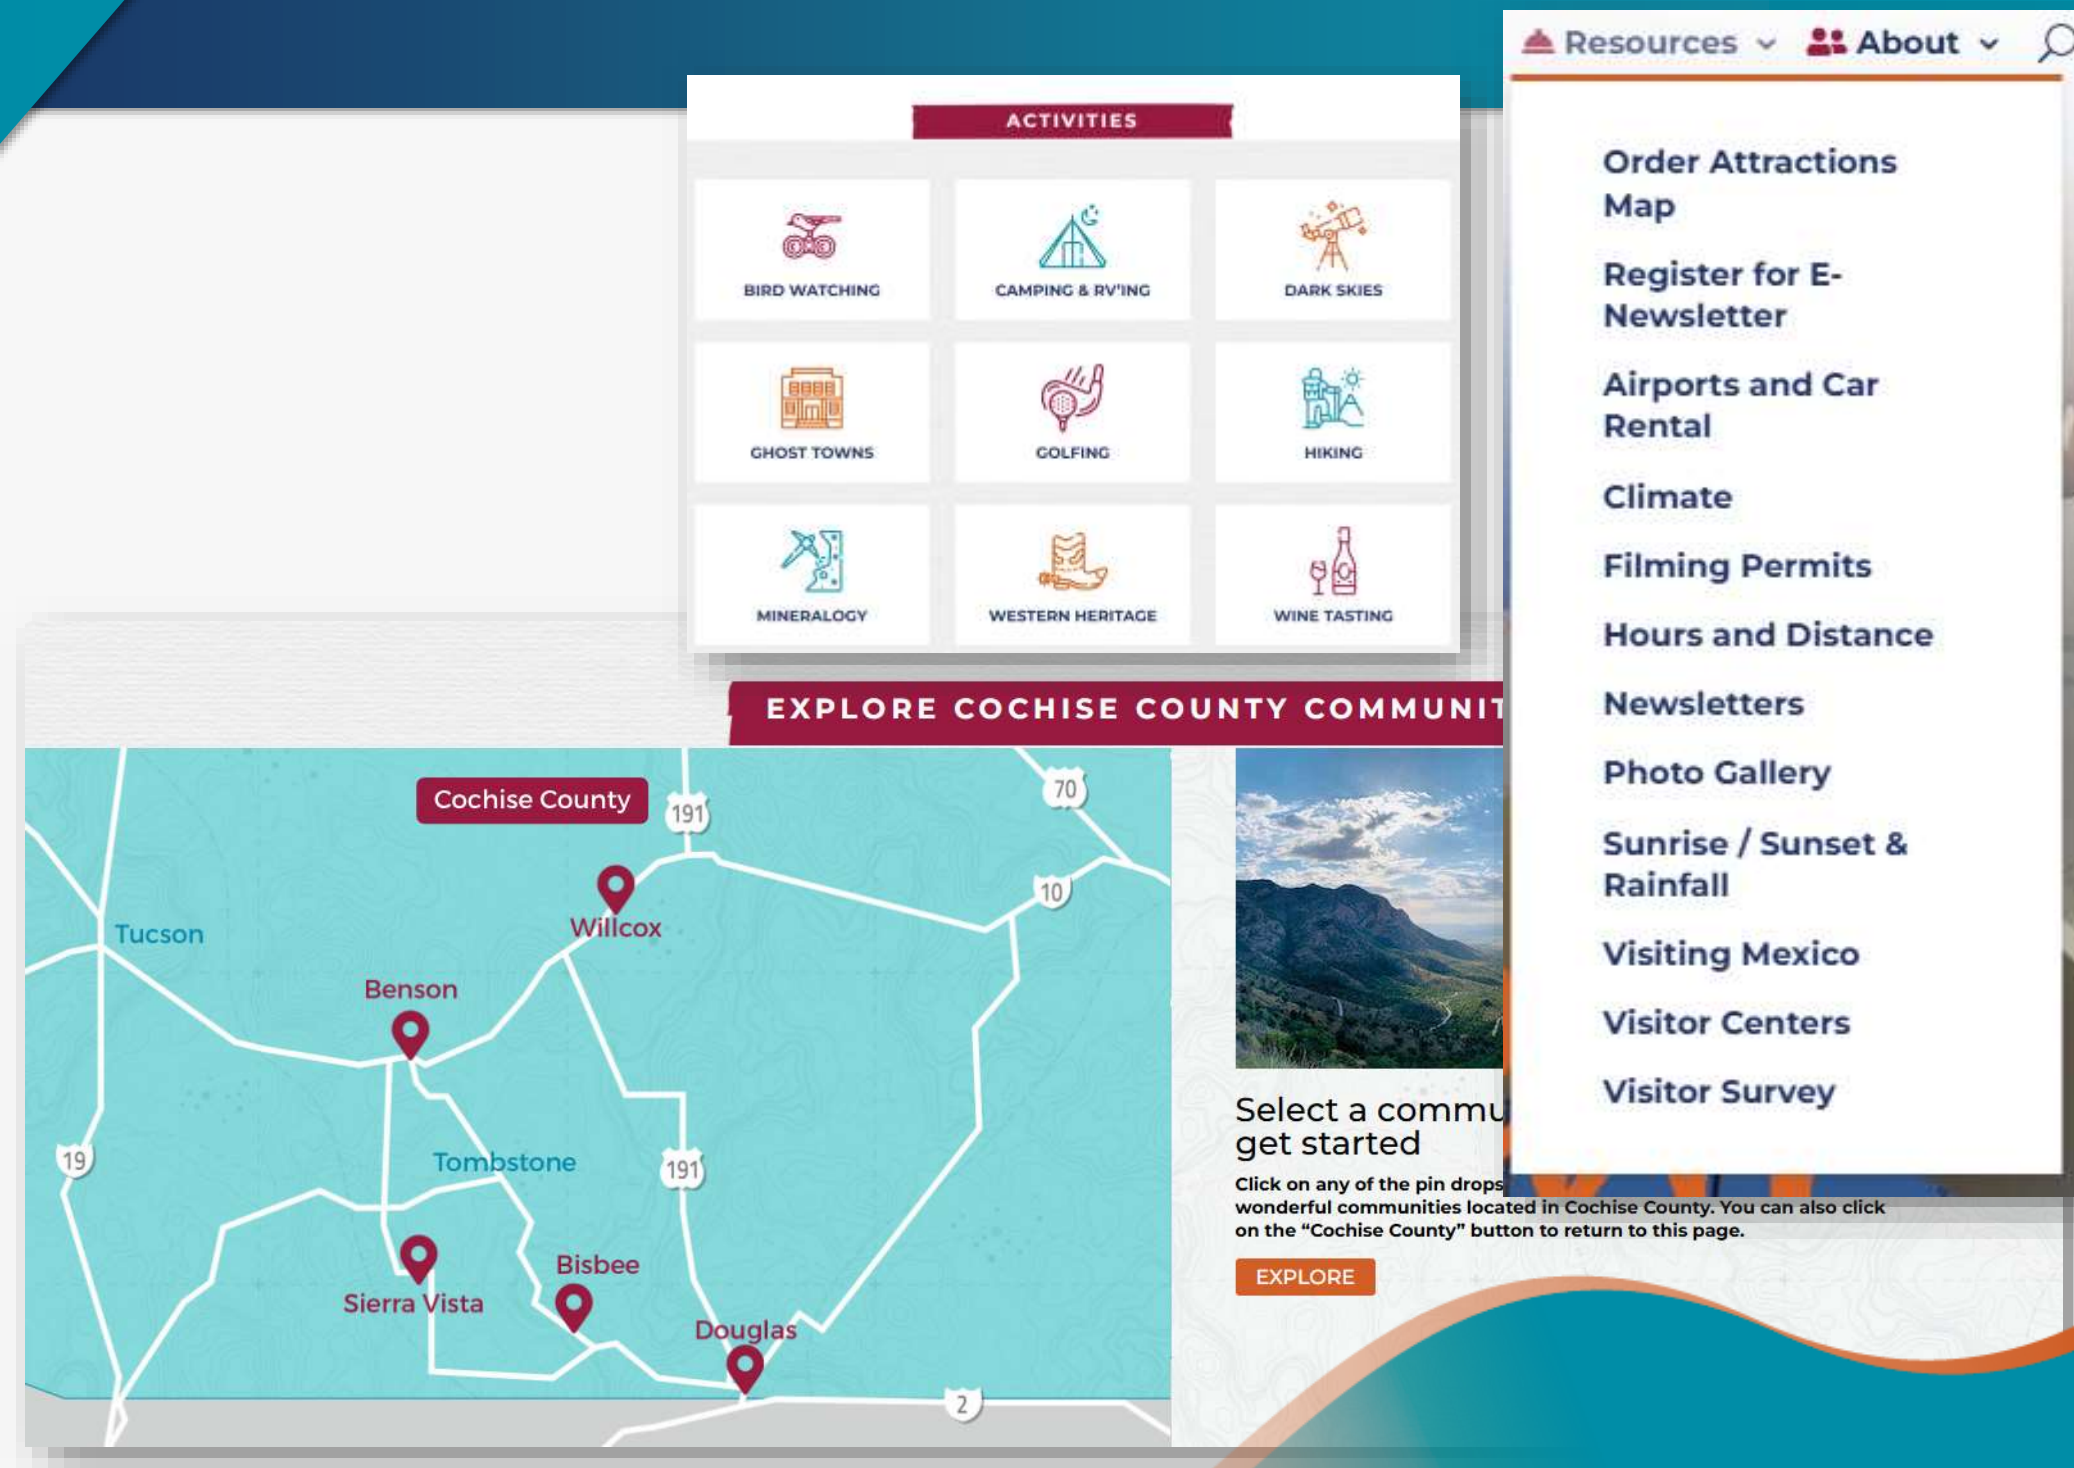 Resources
About
Order Attractions
Map
Register for E-
Newsletter
Airports and Car
Rental
Climate
Filming Permits
Hours and Distance
Newsletters
Photo Gallery
Sunrise / Sunset &
Rainfall
Visiting Mexico
Visitor Centers
Visitor Survey
ACTIVITIES
BIRD WATCHING
CAMPING & RV'ING
DARK SKIES
GHOST TOWNS
GOLFING
HIKING
MINERALOGY
WESTERN HERITAGE
WINE TASTING
EXPLORE COCHISE COUNTY COMMUNIT
Cochise County
191
70
10
Willcox
Tucson
Benson
Tombstone
19
191
Sierra Vista
Bisbee
Douglas
2
Select a commu
get started
Click on any of the pin drops
wonderful communities located in Cochise County. You can also click
on the “Cochise County” button to return to this page.
EXPLORE